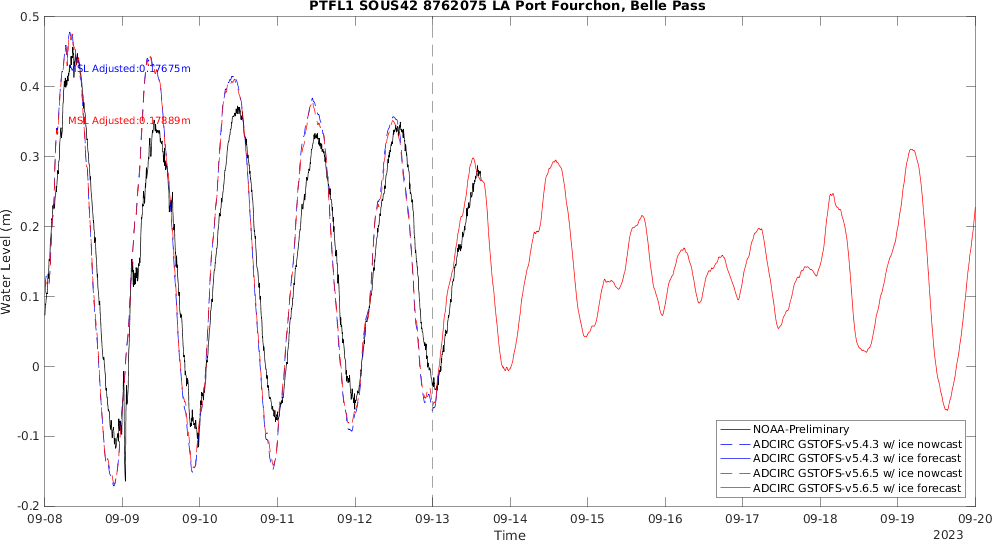 PTFL1 SOUS42 8762075 LA Port Fourchon, Belle Pass
0.5
0.4
0.3
0.2
0.1
0
-0.1
-0.2
Water Level (m)
MSL Adjusted:0.17675m
MSL Adjusted:0.17889m
NOAA-Preliminary
ADCIRC GSTOFS-v5.4.3 w/ ice nowcast
ADCIRC GSTOFS-v5.4.3 w/ ice forecast
ADCIRC GSTOFS-v5.6.5 w/ ice nowcast
ADCIRC GSTOFS-v5.6.5 w/ ice forecast
09-08 09-09 09-10 09-11 09-12 09-13 09-14 09-15 09-16 09-17 09-18 09-19 09-20
Time
2023